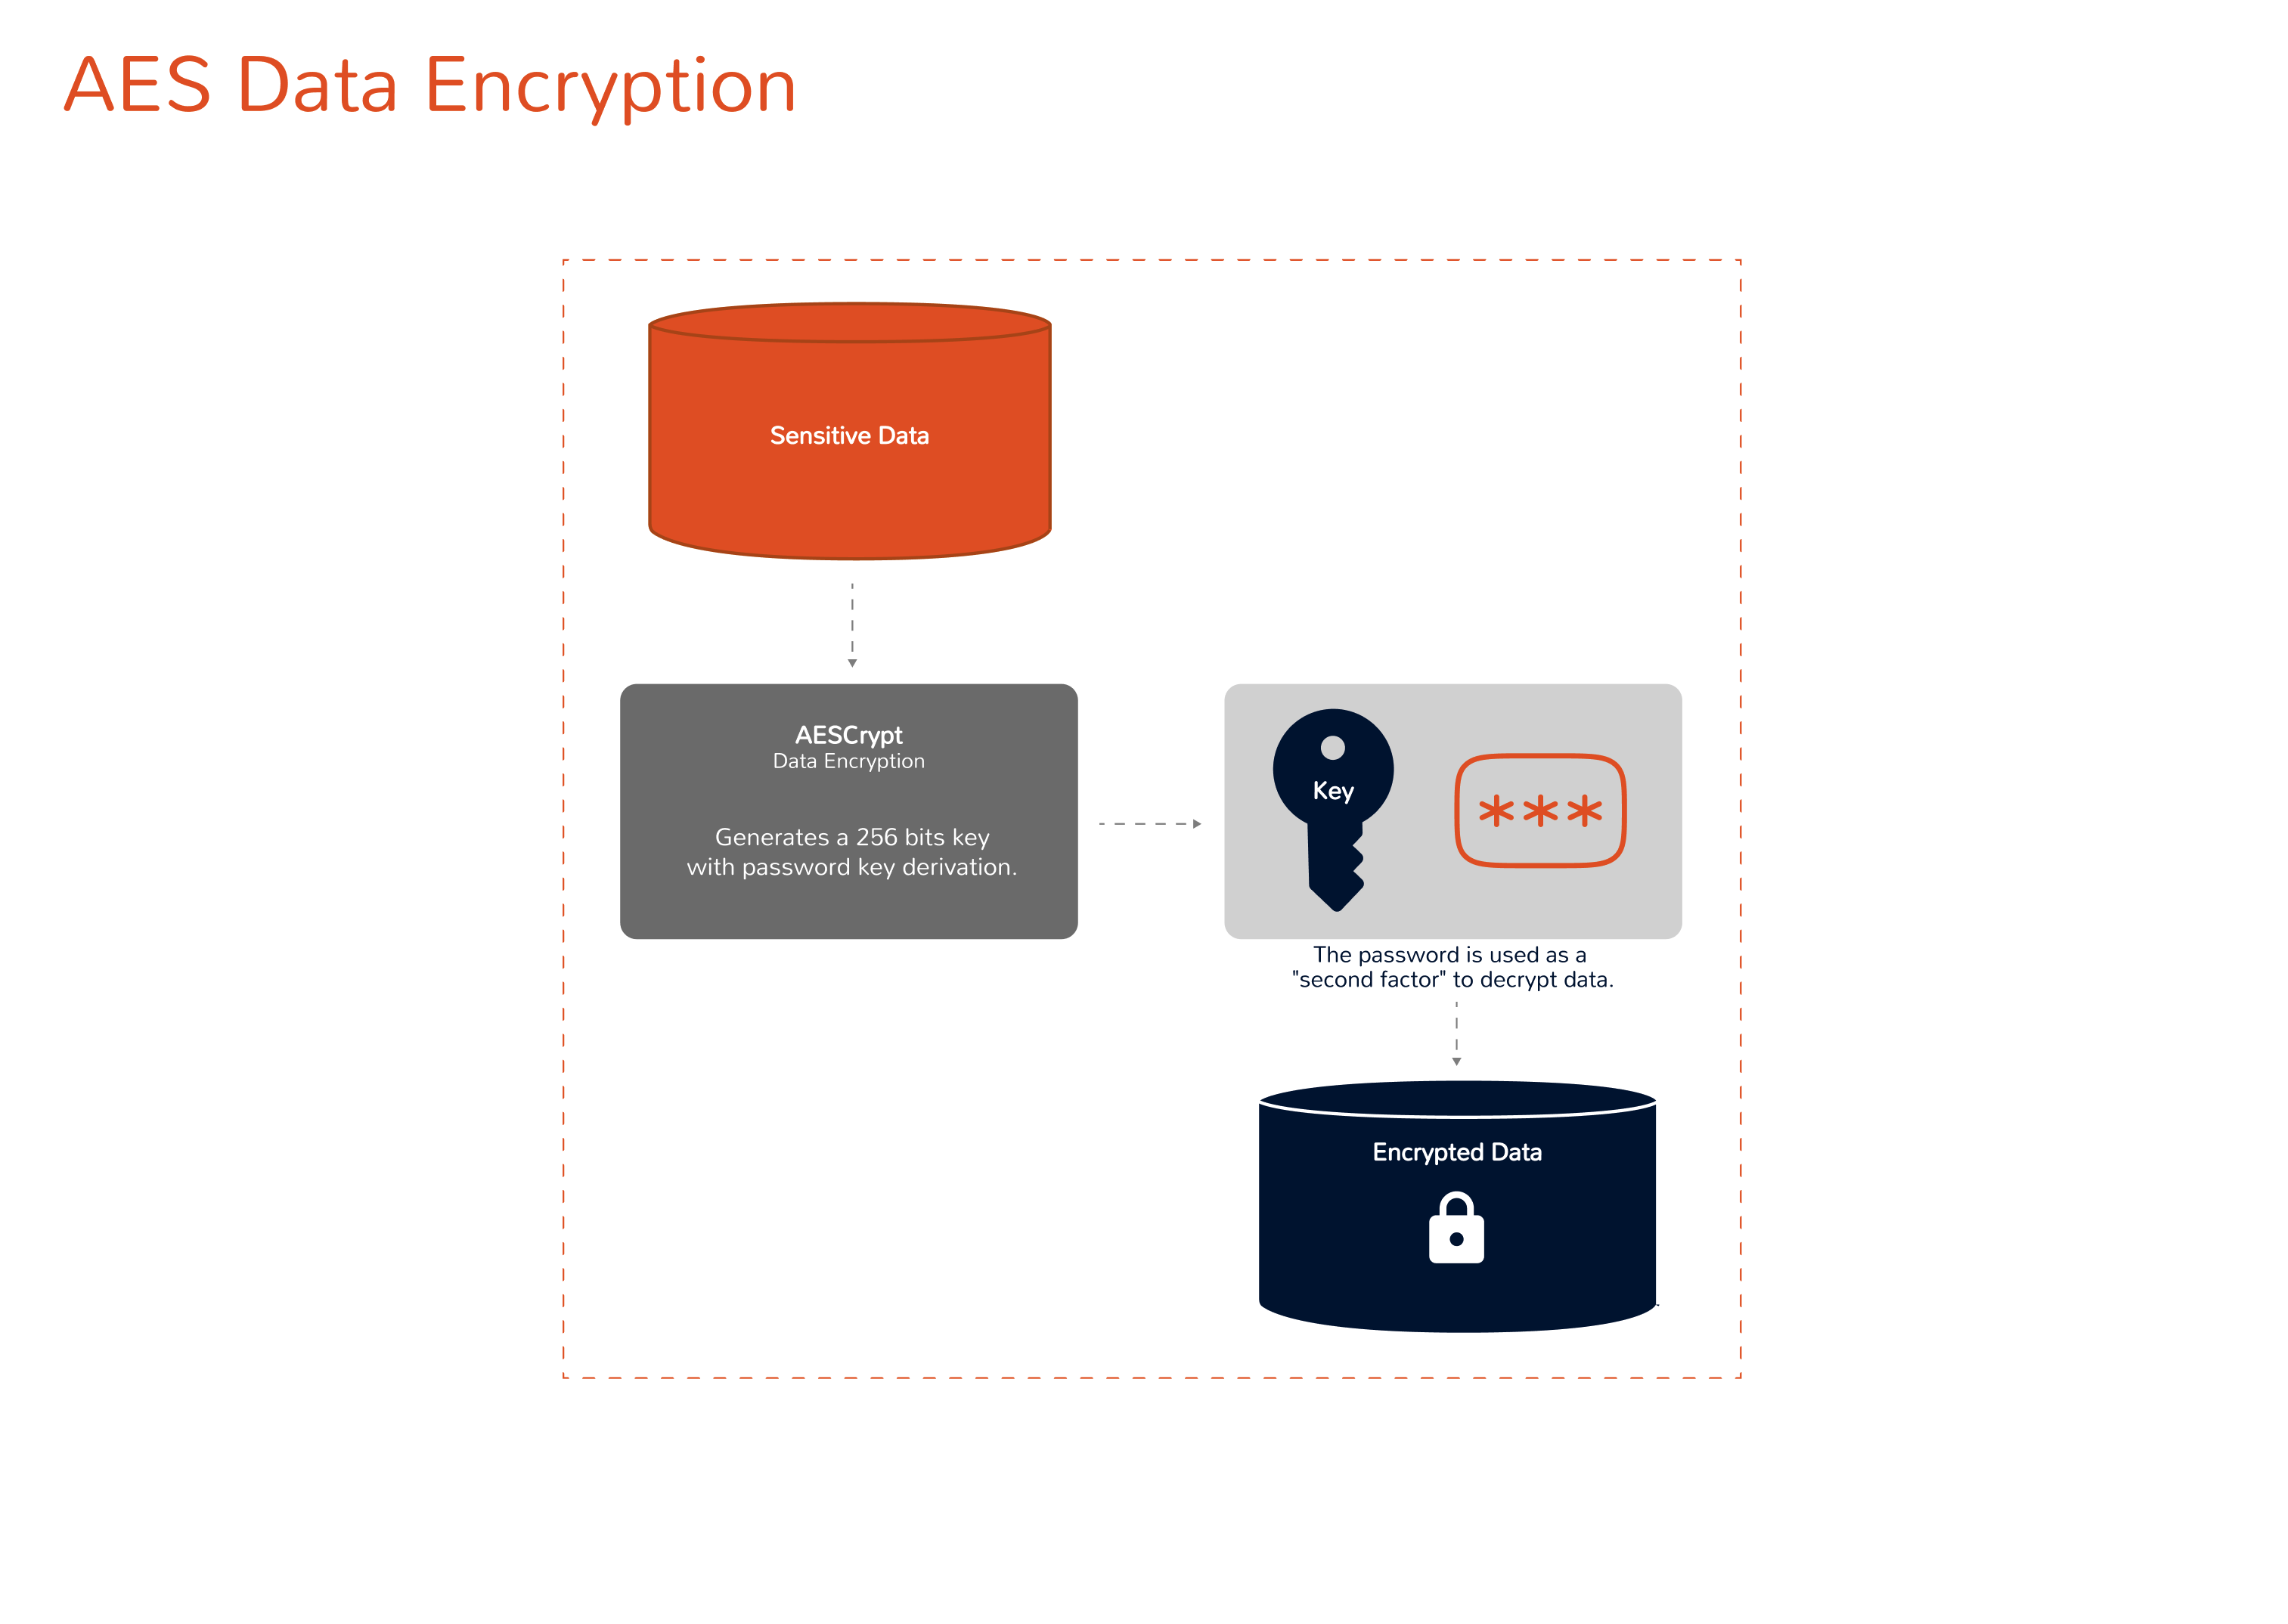 AES Data Encryption
Sensitive Data
AESCrypt
Data Encryption
Generates a 256 bits key
with password key derivation.
Key
***
The password is used as a
"second factor" to decrypt data.
Encrypted Data